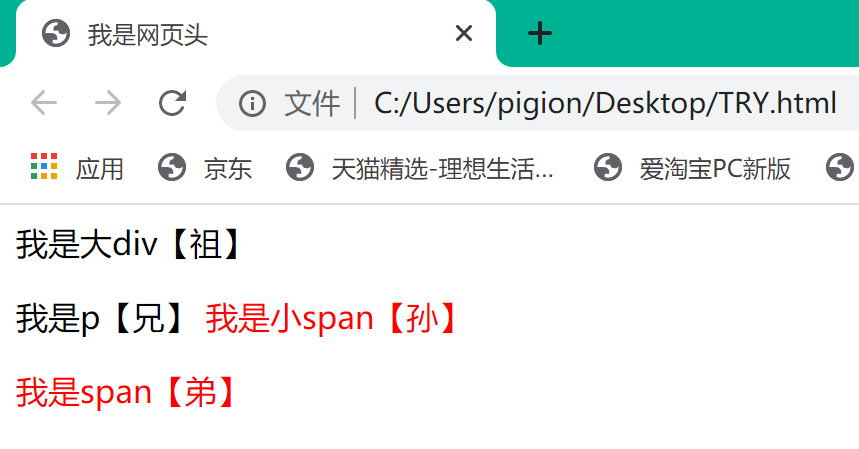 我是网页头
文件 C:/Users/pigion/Desktop/TRY.html
应用 京东 天猫精选-理想生活... 爱淘宝PC新版
我是大div【祖】
我是p【兄】 我是小span【孙】
我是span【弟】